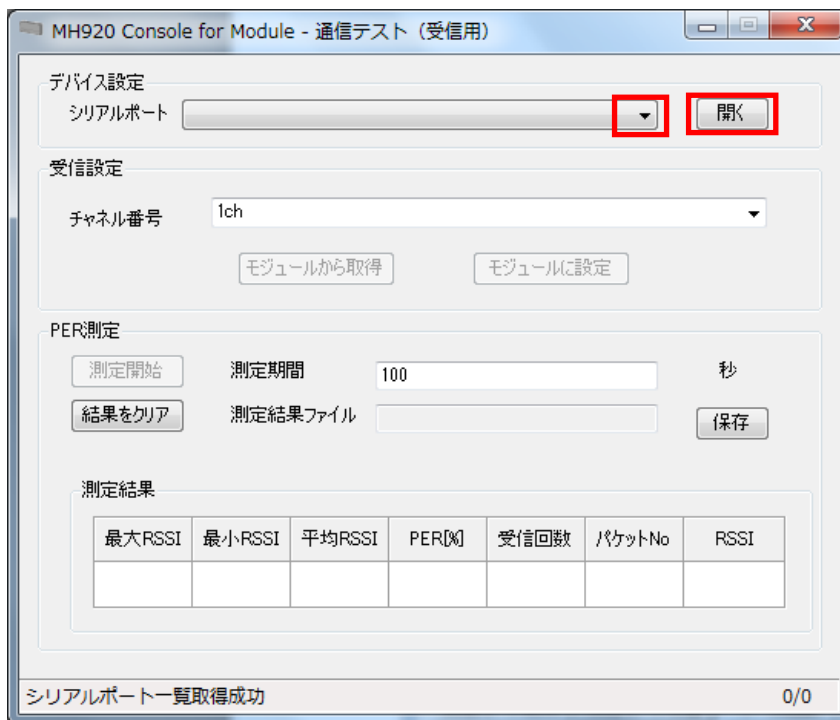 MH920 Console for Module - 通信テスト（受信用）
デバイス設定
シリアルポート 開く
受信設定
チャネル番号 1ch
モジュールから取得 モジュールに設定
PER測定
測定開始 測定期間 100 秒
結果をクリア 測定結果ファイル 保存
測定結果
最大RSSI 最小RSSI 平均RSSI PER[%] 受信回数 パケットNo RSSI
シリアルポート一覧取得成功 0/0